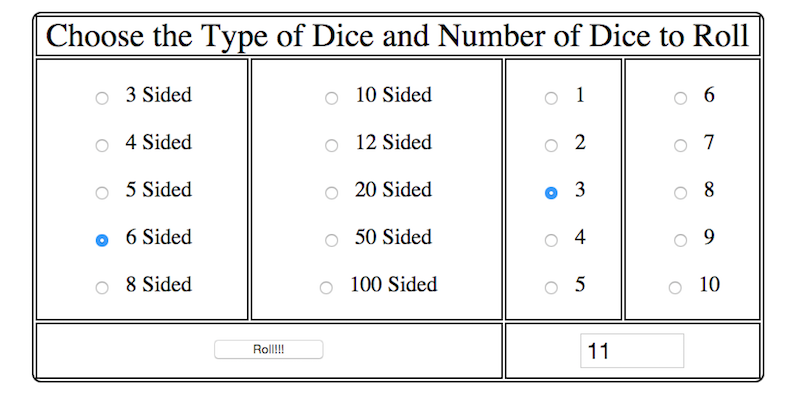 Choose the Type of Dice and Number of Dice to Roll
3 Sided 10 Sided 1 6
4 Sided 12 Sided 2 7
5 Sided 20 Sided 3 8
6 Sided 50 Sided 4 9
8 Sided 100 Sided 5 10
Roll!!! 11